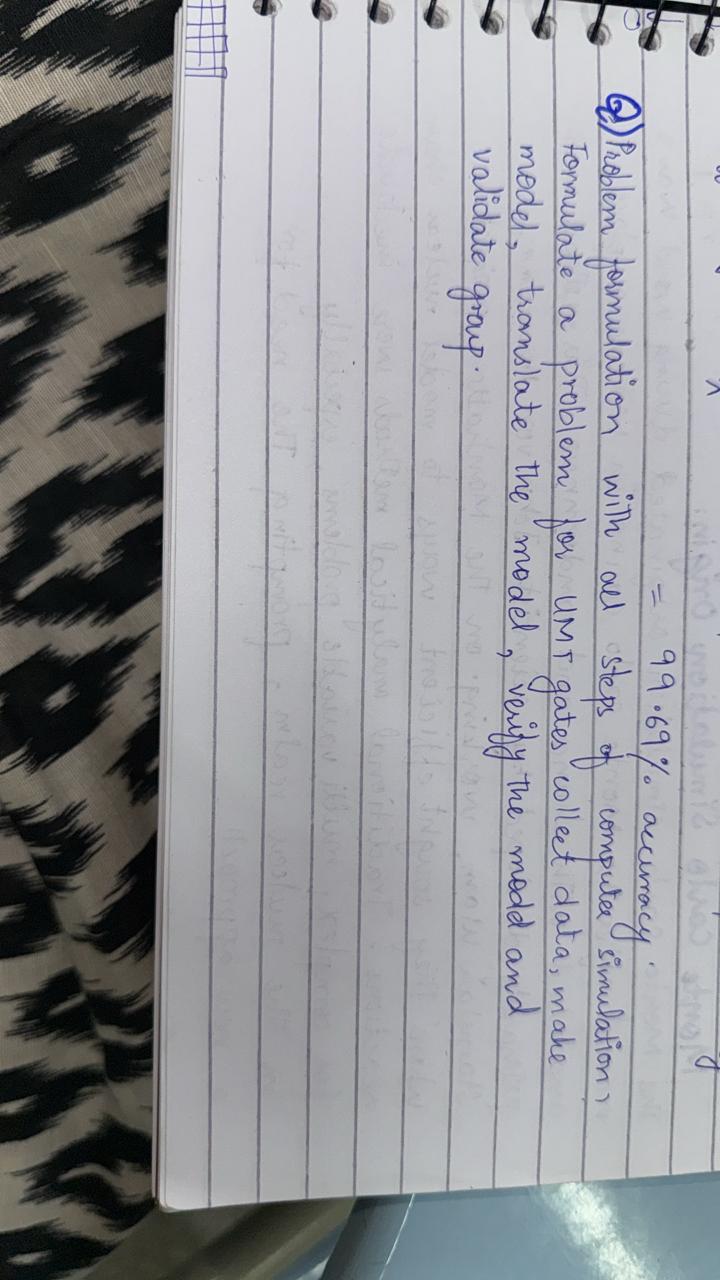 = 99.69% accuracy.
Q) Problem formulation with all steps of computer simulation,
Formulate a problem for UMT gates collect data, make
model, translate the model, verify the model and
validate group.